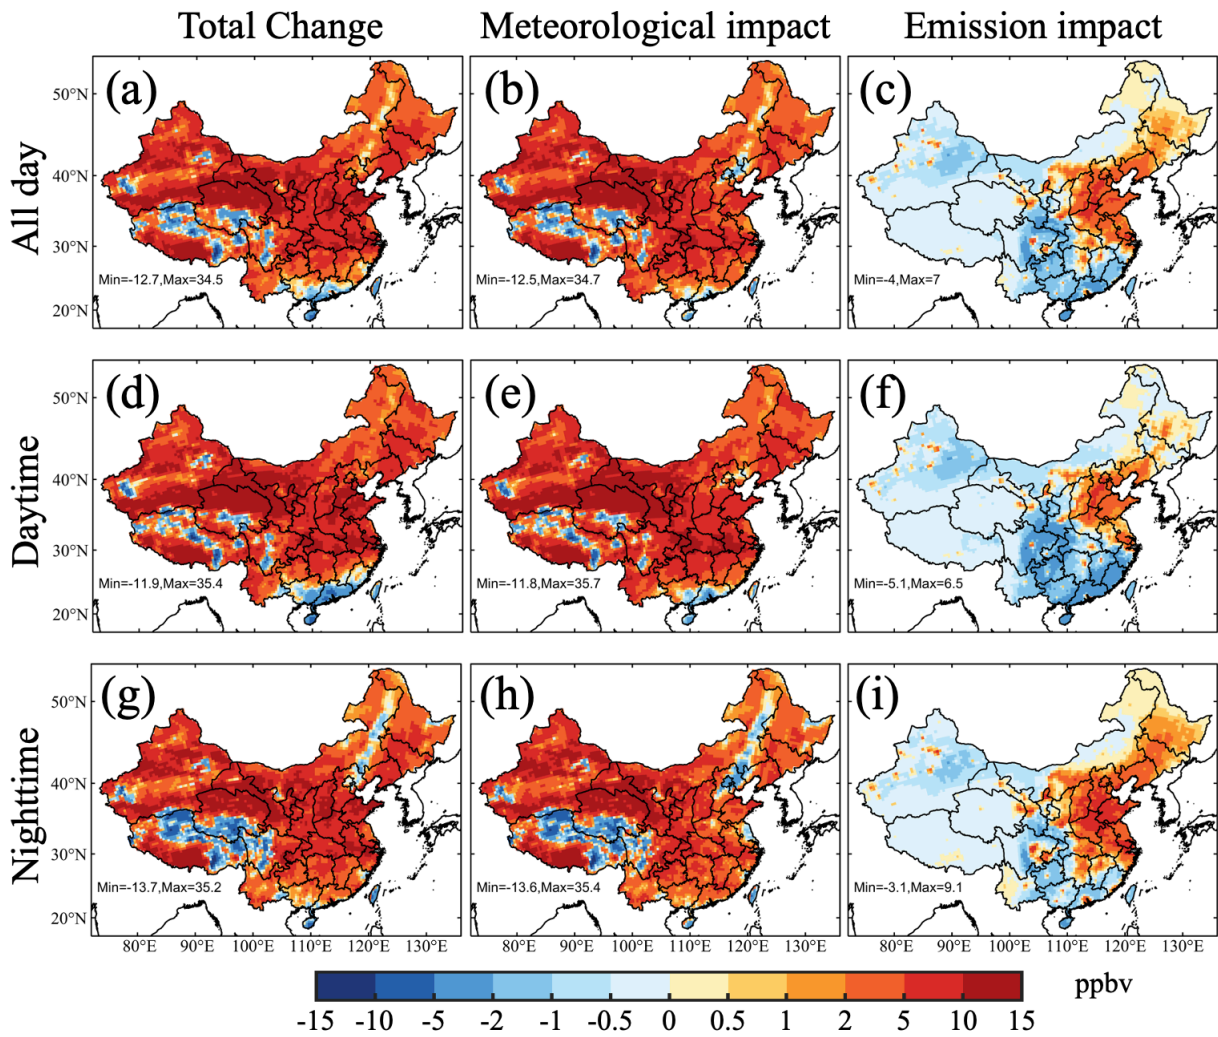 Total Change Meteorological impact Emission impact
All day
(a) (b) (c)
50°N
40°N
30°N
20°N
Min=-12.7,Max=34.5 Min=-12.5,Max=34.7 Min=-4,Max=7
Daytime
(d) (e) (f)
50°N
40°N
30°N
20°N
Min=-11.9,Max=35.4 Min=-11.8,Max=35.7 Min=-5.1,Max=6.5
Nighttime
(g) (h) (i)
50°N
40°N
30°N
20°N
Min=-13.7,Max=35.2 Min=-13.6,Max=35.4 Min=-3.1,Max=9.1
80°E 90°E 100°E 110°E 120°E 130°E 80°E 90°E 100°E 110°E 120°E 130°E 80°E 90°E 100°E 110°E 120°E 130°E
ppbv
-15 -10 -5 -2 -1 -0.5 0 0.5 1 2 5 10 15